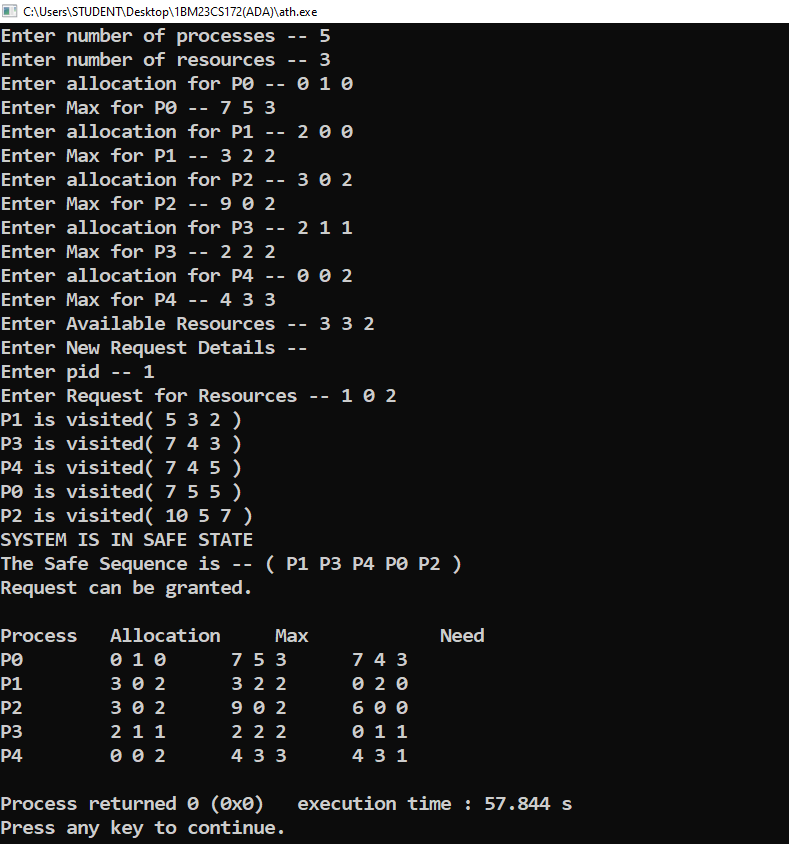 C:\Users\STUDENT\Desktop\1BM23CS172(ADA)\ath.exe
Enter number of processes -- 5
Enter number of resources -- 3
Enter allocation for P0 -- 0 1 0
Enter Max for P0 -- 7 5 3
Enter allocation for P1 -- 2 0 0
Enter Max for P1 -- 3 2 2
Enter allocation for P2 -- 3 0 2
Enter Max for P2 -- 9 0 2
Enter allocation for P3 -- 2 1 1
Enter Max for P3 -- 2 2 2
Enter allocation for P4 -- 0 0 2
Enter Max for P4 -- 4 3 3
Enter Available Resources -- 3 3 2
Enter New Request Details --
Enter pid -- 1
Enter Request for Resources -- 1 0 2
P1 is visited( 5 3 2 )
P3 is visited( 7 4 3 )
P4 is visited( 7 4 5 )
P0 is visited( 7 5 5 )
P2 is visited( 10 5 7 )
SYSTEM IS IN SAFE STATE
The Safe Sequence is -- ( P1 P3 P4 P0 P2 )
Request can be granted.
Process   Allocation     Max            Need
P0        0 1 0      7 5 3      7 4 3
P1        3 0 2      3 2 2      0 2 0
P2        3 0 2      9 0 2      6 0 0
P3        2 1 1      2 2 2      0 1 1
P4        0 0 2      4 3 3      4 3 1
Process returned 0 (0x0)   execution time : 57.844 s
Press any key to continue.